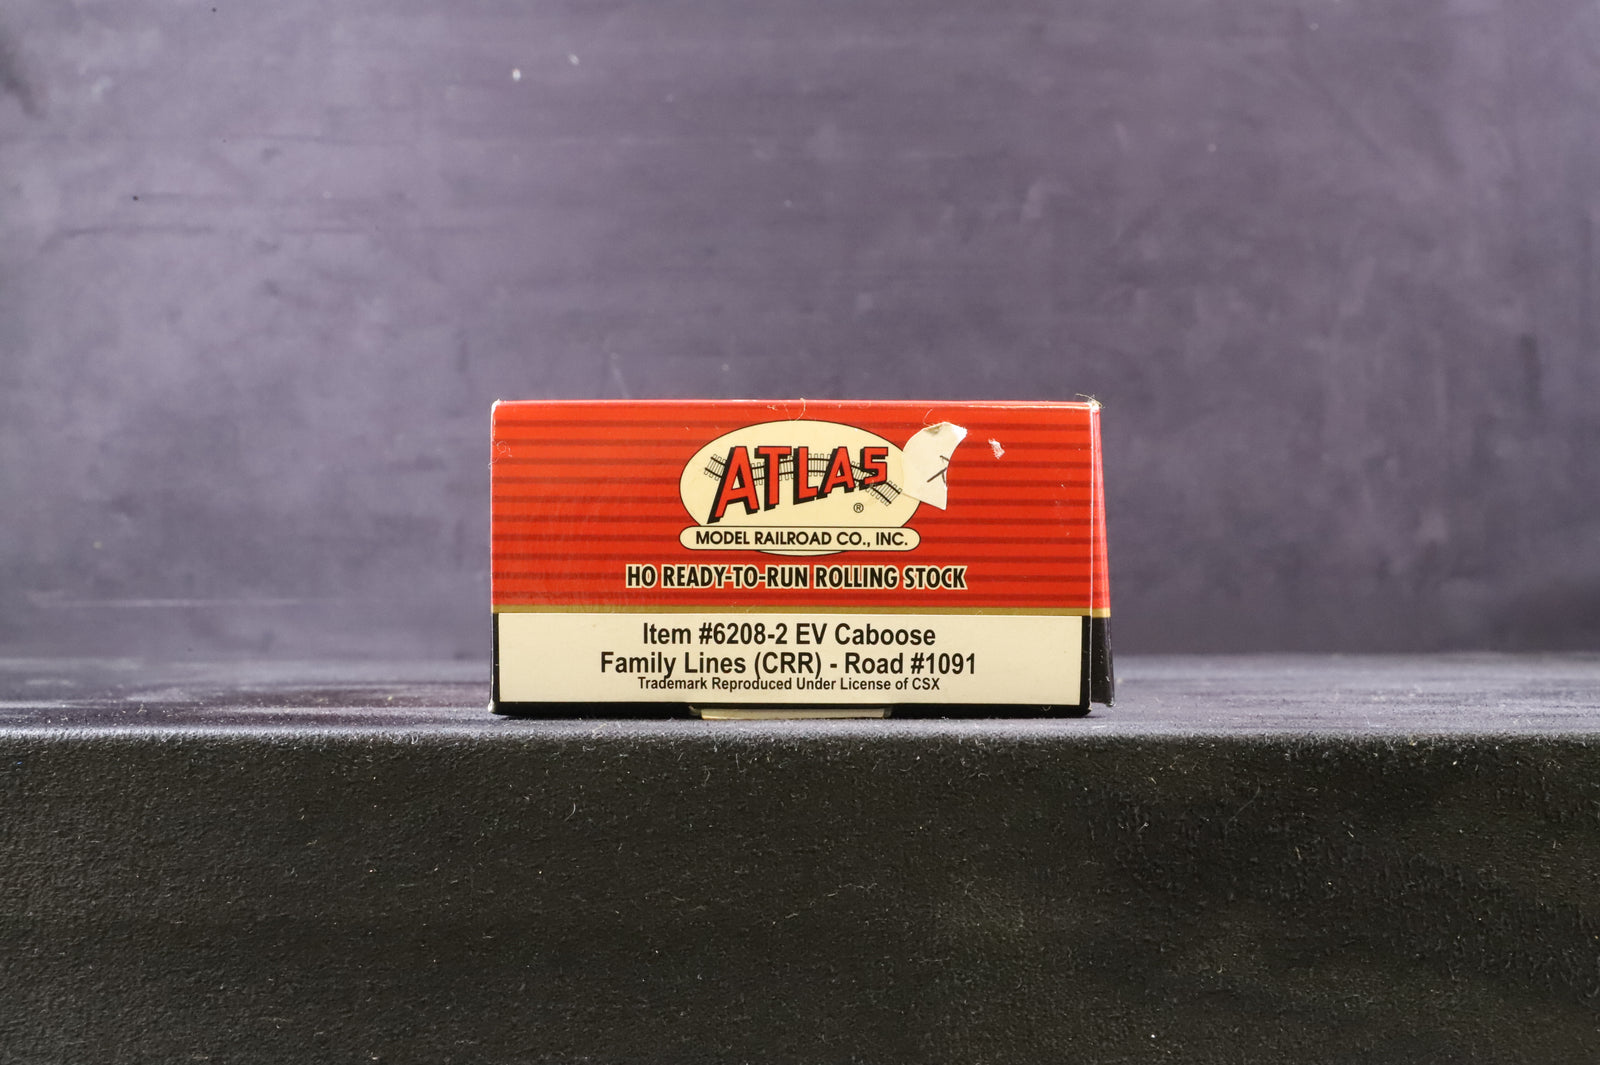 ATLAS®
MODEL RAILROAD CO., INC.
HO READY-TO-RUN ROLLING STOCK
Item #6208-2 EV Caboose
Family Lines (CRR) - Road #1091
Trademark Reproduced Under License of CSX